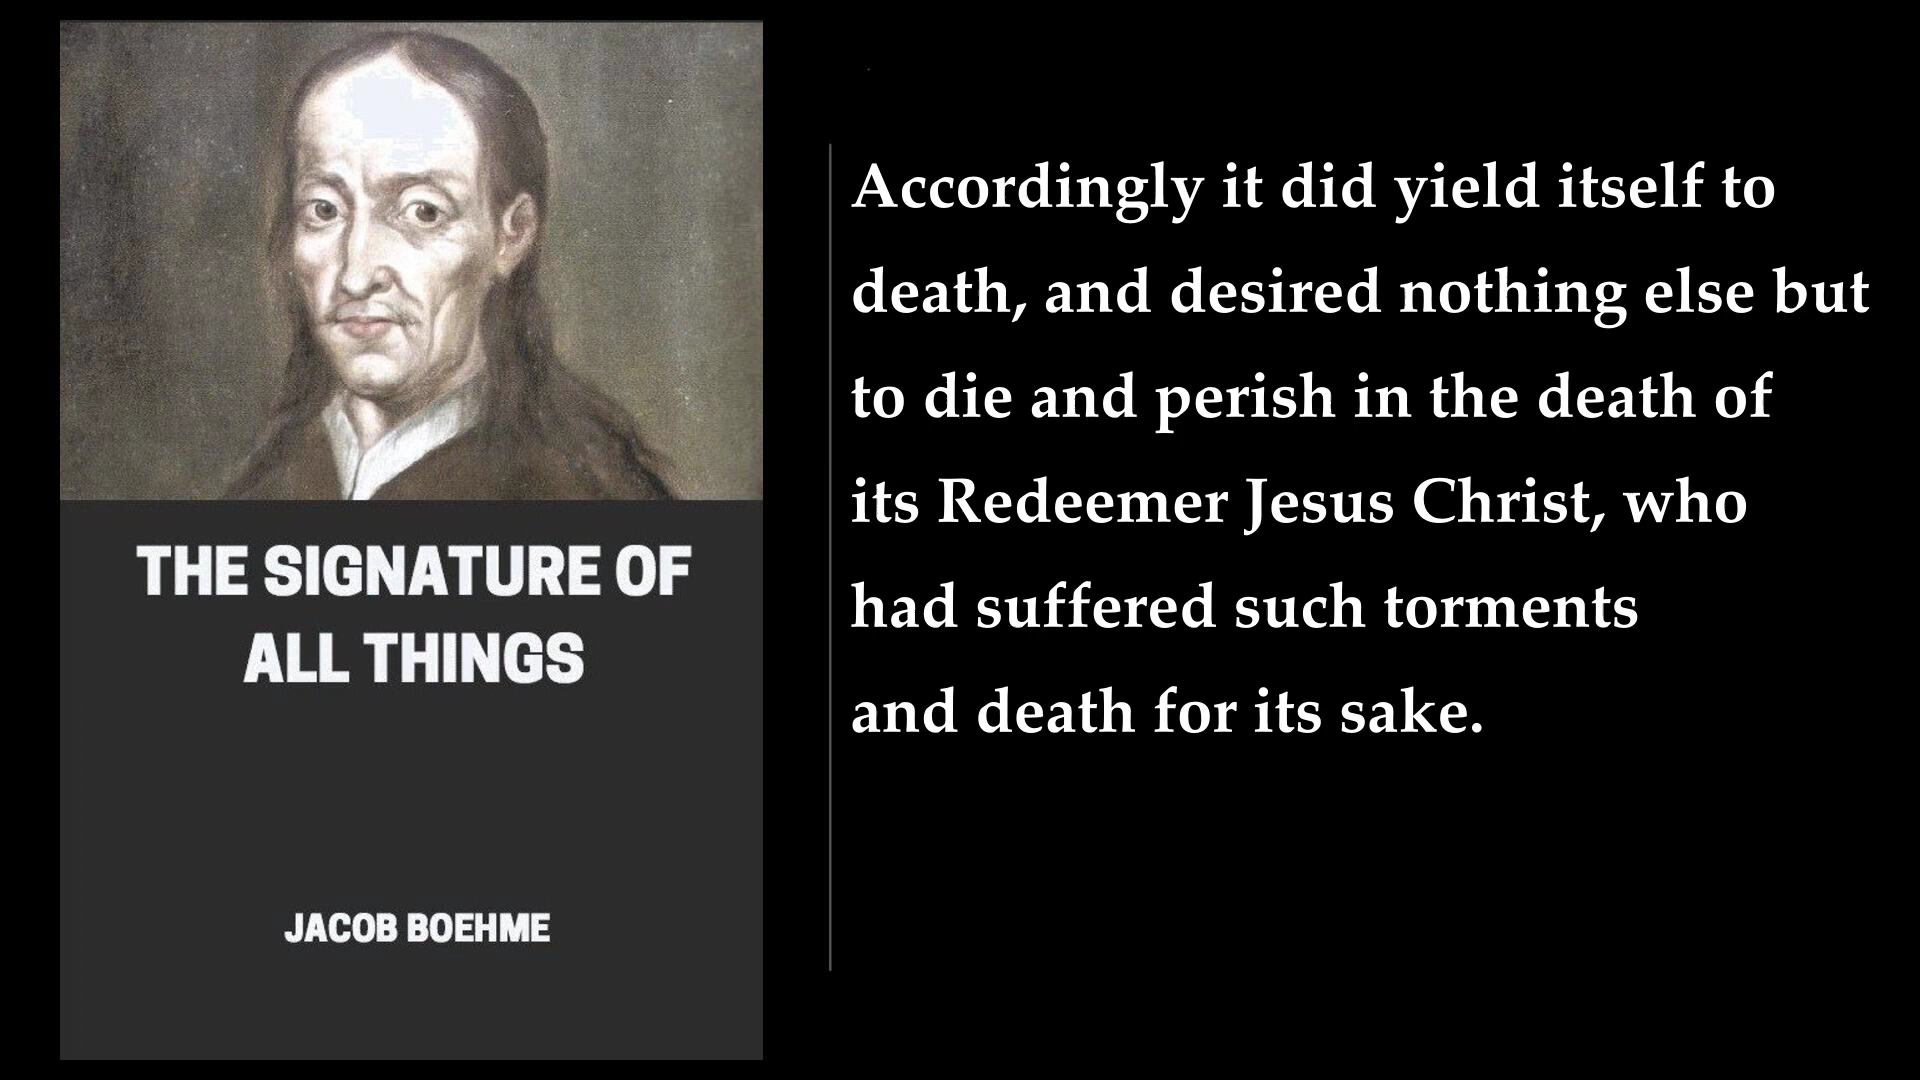 THE SIGNATURE OF
ALL THINGS
JACOB BOEHME
Accordingly it did yield itself to
death, and desired nothing else but
to die and perish in the death of
its Redeemer Jesus Christ, who
had suffered such torments
and death for its sake.